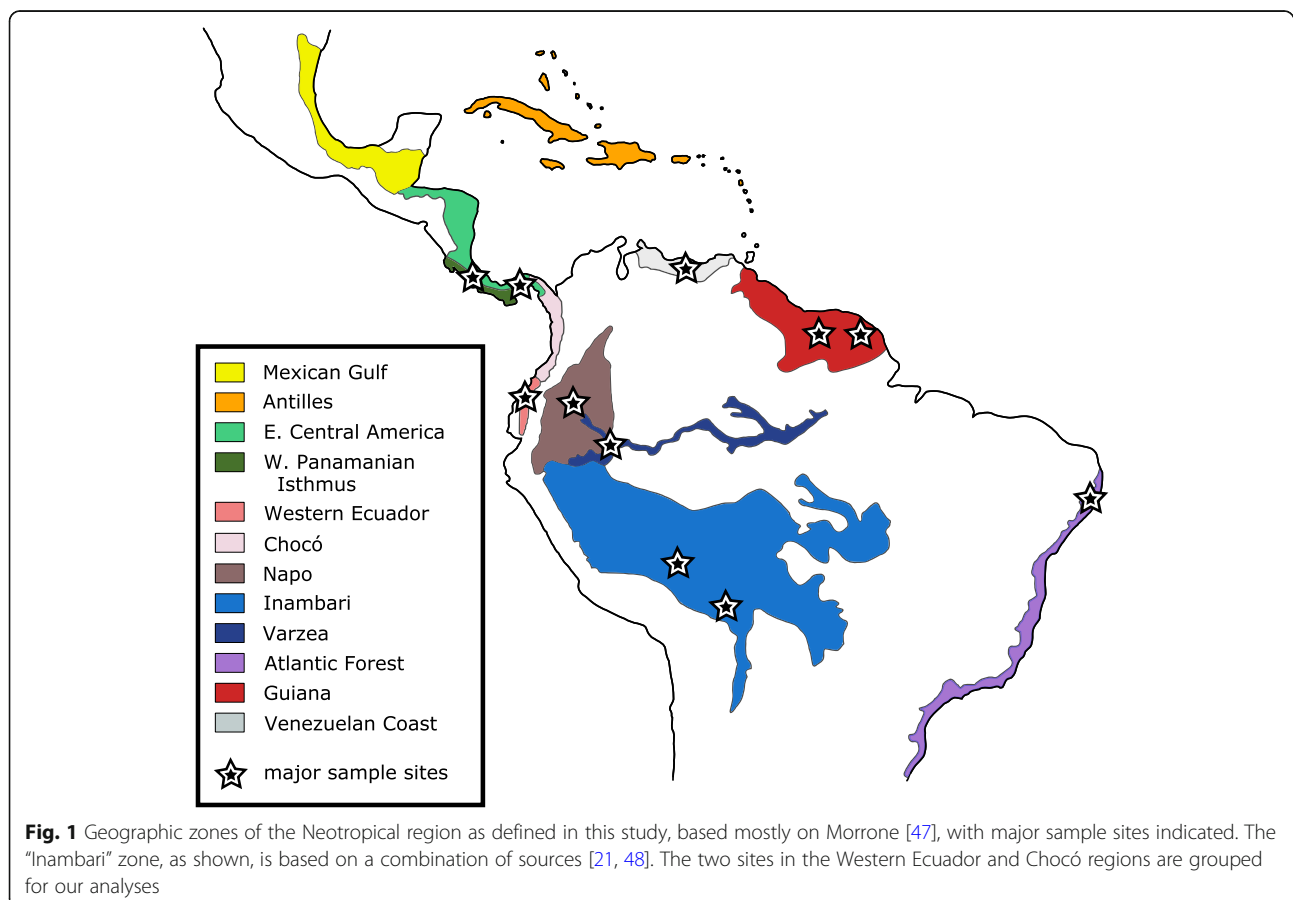 Mexican Gulf
Antilles
E. Central America
W. Panamanian
Isthmus
Western Ecuador
Chocó
Napo
Inambari
Varzea
Atlantic Forest
Guiana
Venezuelan Coast
major sample sites
Fig. 1 Geographic zones of the Neotropical region as defined in this study, based mostly on Morrone [47], with major sample sites indicated. The
“Inambari” zone, as shown, is based on a combination of sources [21, 48]. The two sites in the Western Ecuador and Chocó regions are grouped
for our analyses